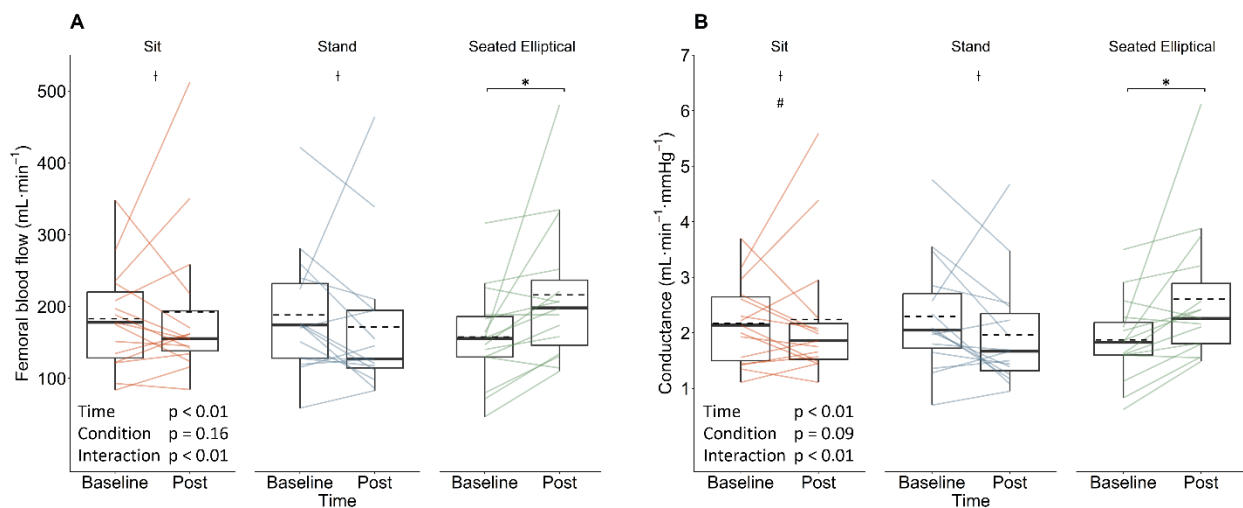 A
Sit
Stand
Seated Elliptical
ƚ
ƚ
*
Femoral blood flow (mL·min⁻¹)
500
400
300
200
100
Time p < 0.01
Condition p = 0.16
Interaction p < 0.01
Baseline Post
Baseline Post
Baseline Post
Time
B
Sit
Stand
Seated Elliptical
ƚ
#
ƚ
*
Conductance (mL·min⁻¹·mmHg⁻¹)
7
6
5
4
3
2
1
Time p < 0.01
Condition p = 0.09
Interaction p < 0.01
Baseline Post
Baseline Post
Baseline Post
Time